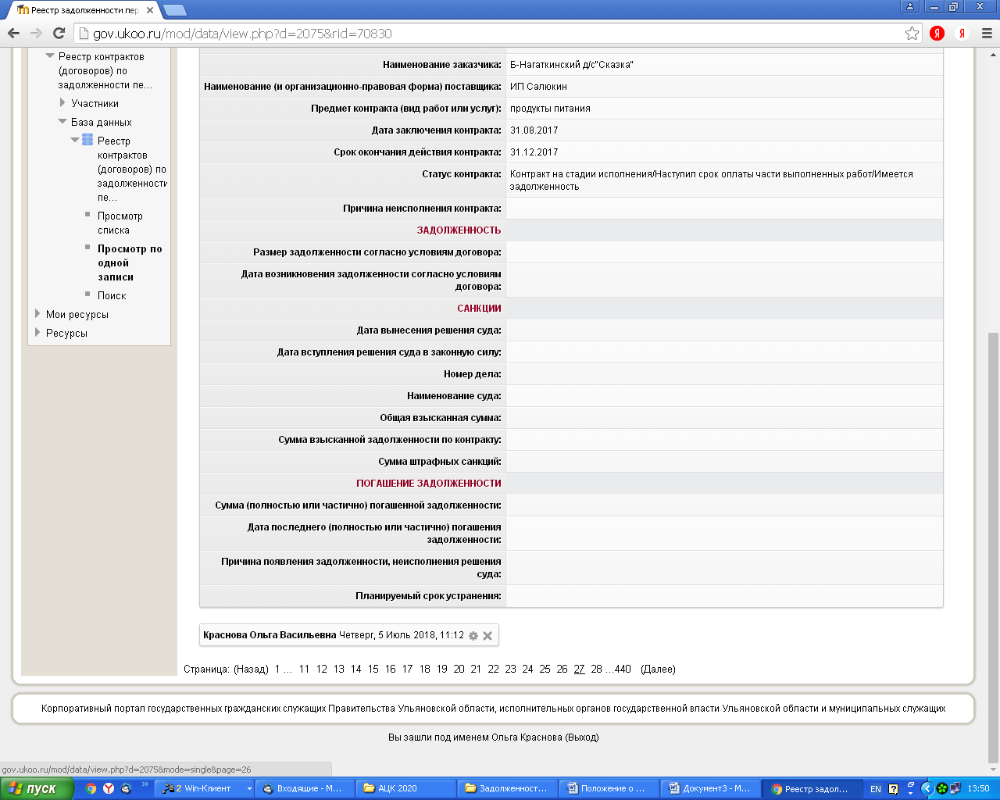 Реестр задолженности пер
gov.ukoo.ru/mod/data/view.php?d=2075&rid=70830
Реестр контрактов
(договоров) по
задолженности пе...
Участники
База данных
Реестр
контрактов
(договоров) по
задолженности
пе...
Просмотр
списка
Просмотр по
одной
записи
Поиск
Мои ресурсы
Ресурсы
Наименование заказчика: Б-Нагаткинский д/с"Сказка"
Наименование (и организационно-правовая форма) поставщика: ИП Салюкин
Предмет контракта (вид работ или услуг): продукты питания
Дата заключения контракта: 31.08.2017
Срок окончания действия контракта: 31.12.2017
Статус контракта: Контракт на стадии исполнения/Наступил срок оплаты части выполненных работ/Имеется
задолженность
Причина неисполнения контракта:
ЗАДОЛЖЕННОСТЬ
Размер задолженности согласно условиям договора:
Дата возникновения задолженности согласно условиям
договора:
САНКЦИИ
Дата вынесения решения суда:
Дата вступления решения суда в законную силу:
Номер дела:
Наименование суда:
Общая взысканная сумма:
Сумма взысканной задолженности по контракту:
Сумма штрафных санкций:
ПОГАШЕНИЕ ЗАДОЛЖЕННОСТИ
Сумма (полностью или частично) погашенной задолженности:
Дата последнего (полностью или частично) погашения
задолженности:
Причина появления задолженности, неисполнения решения
суда:
Планируемый срок устранения:
Краснова Ольга Васильевна Четверг, 5 Июль 2018, 11:12
Страница: (Назад) 1 ... 11 12 13 14 15 16 17 18 19 20 21 22 23 24 25 26 27 28 ...440 (Далее)
Корпоративный портал государственных гражданских служащих Правительства Ульяновской области, исполнительных органов государственной власти Ульяновской области и муниципальных служащих
Вы зашли под именем Ольга Краснова (Выход)
gov.ukoo.ru/mod/data/view.php?d=2075&mode=single&page=26
пуск
2 Win-Клиент
Входящие - M...
АЦК 2020
Задолженност...
Положение о ...
Документ3 - M...
Реестр задол...
EN
13:50